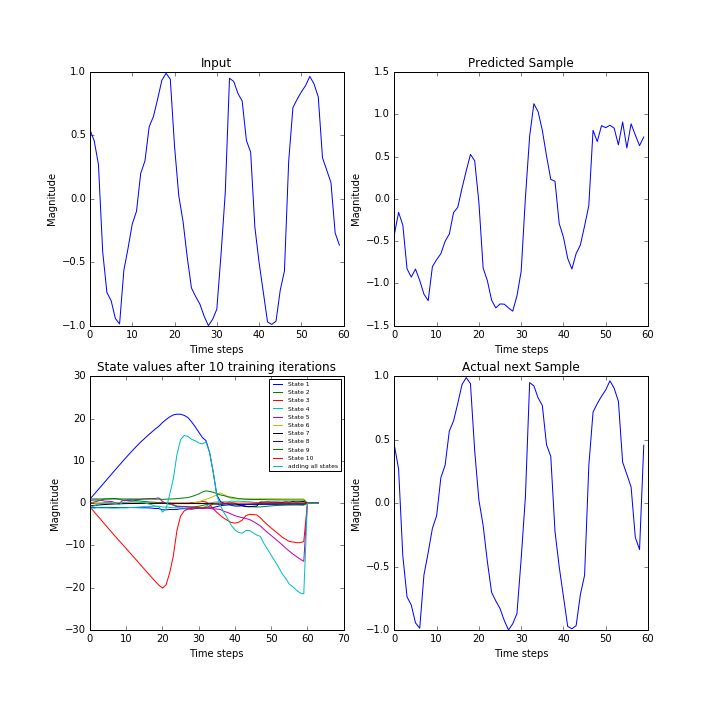 Input
1.0
0.5
0.0
−0.5
−1.0
Magnitude
0 10 20 30 40 50 60
Time steps
Predicted Sample
1.5
1.0
0.5
0.0
−0.5
−1.0
−1.5
Magnitude
0 10 20 30 40 50 60
Time steps
State values after 10 training iterations
30
20
10
0
−10
−20
−30
Magnitude
State 1
State 2
State 3
State 4
State 5
State 6
State 7
State 8
State 9
State 10
adding all states
0 10 20 30 40 50 60 70
Time steps
Actual next Sample
1.0
0.5
0.0
−0.5
−1.0
Magnitude
0 10 20 30 40 50 60
Time steps